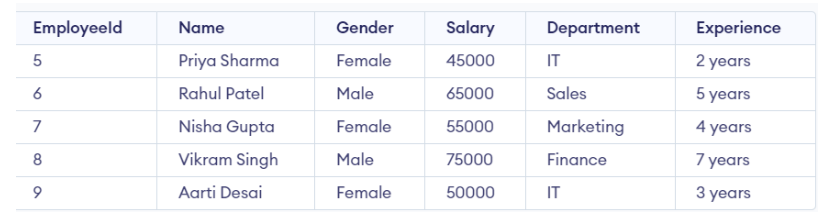 EmployeeId Name Gender Salary Department Experience
5 Priya Sharma Female 45000 IT 2 years
6 Rahul Patel Male 65000 Sales 5 years
7 Nisha Gupta Female 55000 Marketing 4 years
8 Vikram Singh Male 75000 Finance 7 years
9 Aarti Desai Female 50000 IT 3 years